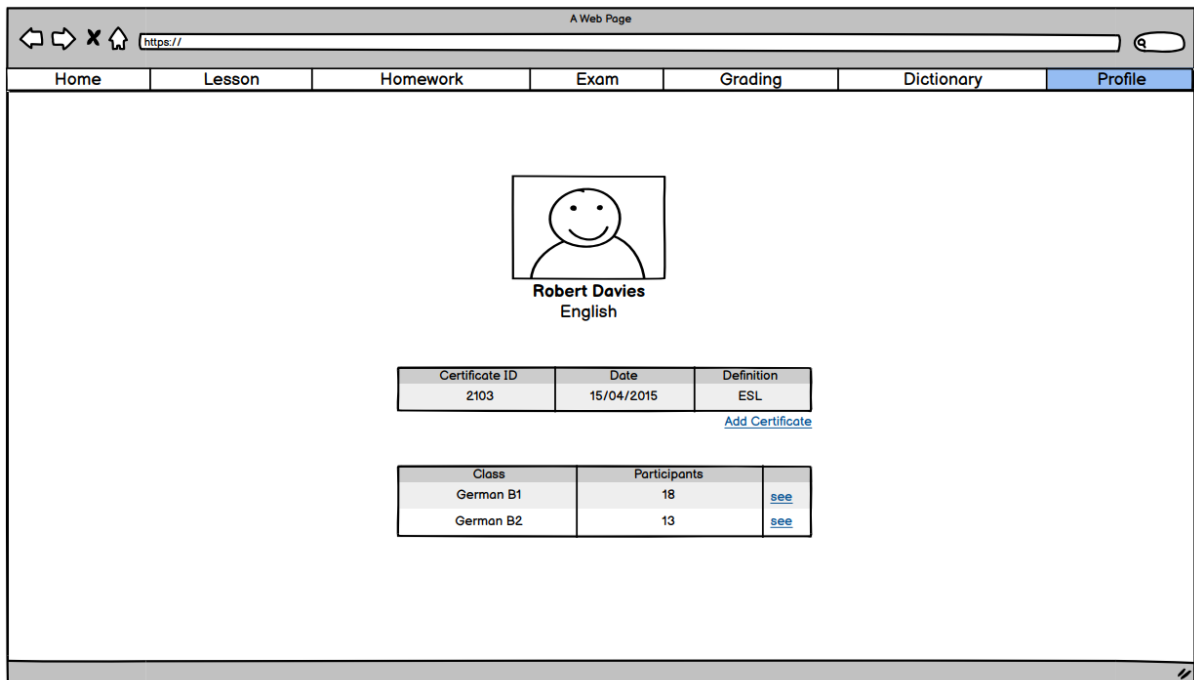 A Web Page
https://
Home Lesson Homework Exam Grading Dictionary Profile
Robert Davies
English
Certificate ID Date Definition
2103 15/04/2015 ESL
Add Certificate
Class Participants
German B1 18 see
German B2 13 see